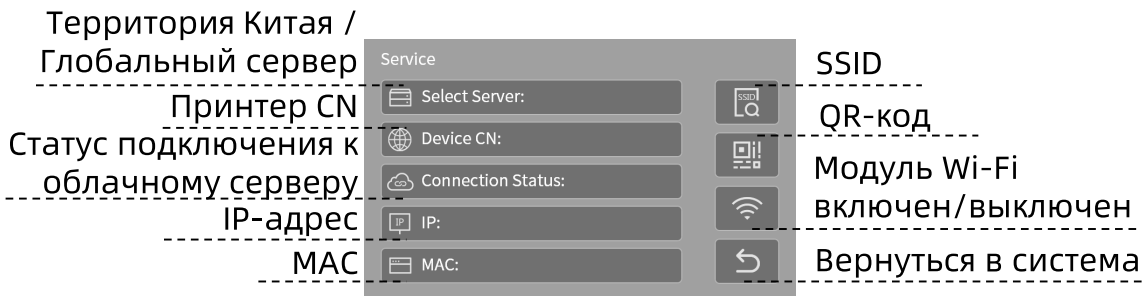 Территория Китая /
Глобальный сервер
Принтер CN
Статус подключения к
облачному серверу
IP-адрес
MAC
Service
Select Server:
Device CN:
Connection Status:
IP
IP:
MAC:
SSID
SSID
QR-код
Модуль Wi-Fi
включен/выключен
Вернуться в система